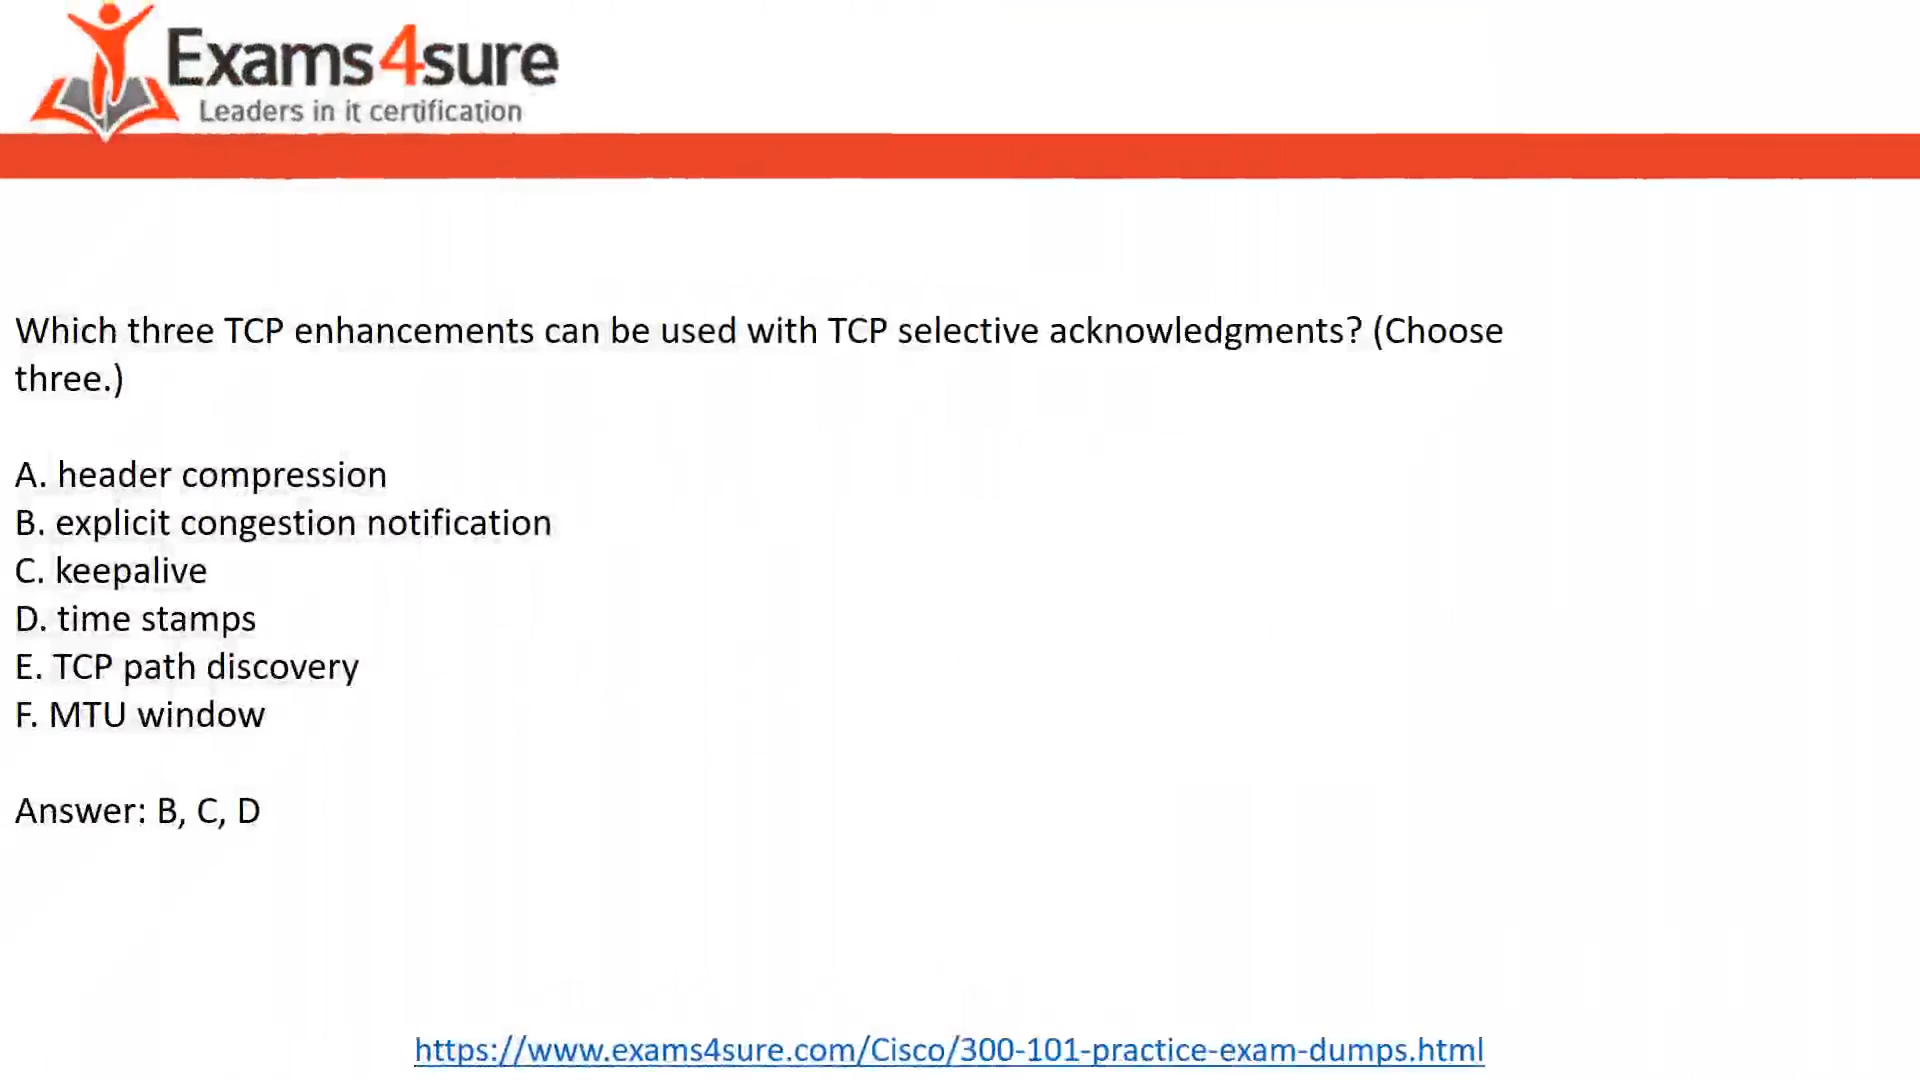 Exams4sure
Leaders in it certification
Which three TCP enhancements can be used with TCP selective acknowledgments? (Choose
three.)
A. header compression
B. explicit congestion notification
C. keepalive
D. time stamps
E. TCP path discovery
F. MTU window
Answer: B, C, D
https://www.exams4sure.com/Cisco/300-101-practice-exam-dumps.html